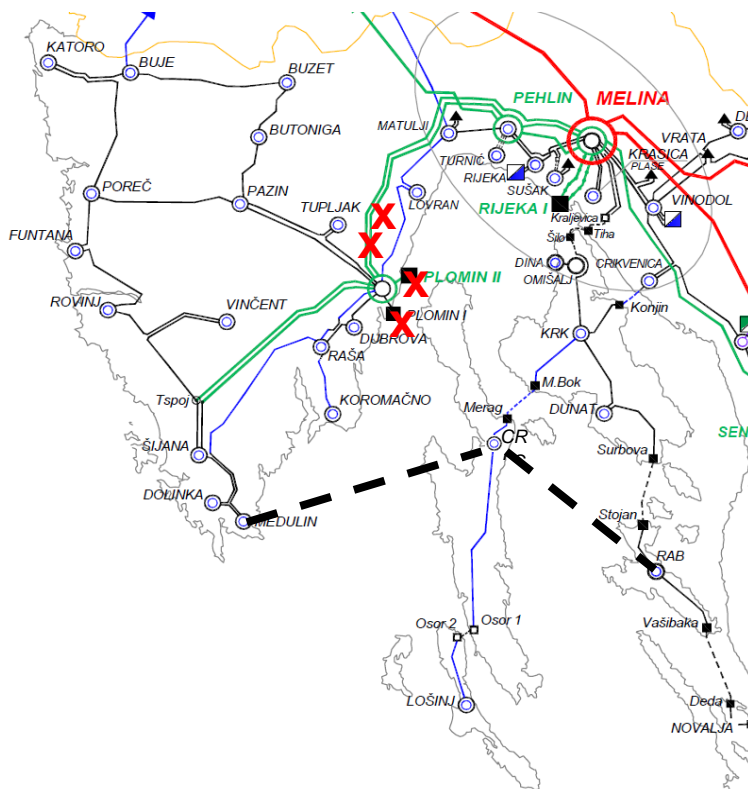 KATORO
BUJE
BUZET
BUTONIGA
POREČ
PAZIN
TUPLJAK
FUNTANA
ROVINJ
VINČENT
Tspoj
ŠIJANA
DOLINKA
MEDULIN
RAŠA
DUBROVA
KOROMAČNO
PLOMIN II
PLOMIN I
X
X
X
X
LOVRAN
MATULJI
PEHLIN
MELINA
TURNIĆ
RIJEKA
SUŠAK
RIJEKA I
KRASICA
PLASE
VRATA
DE
VINODOL
Kraljevica
Tiha
Šilo
DINA
OMIŠALJ
CRIKVENICA
Konjin
KRK
M.Bok
Merag
CR
DUNAT
Surbova
SEN
Stojan
RAB
Vašibaka
Deda
NOVALJA
Osor 2
Osor 1
LOŠINJ